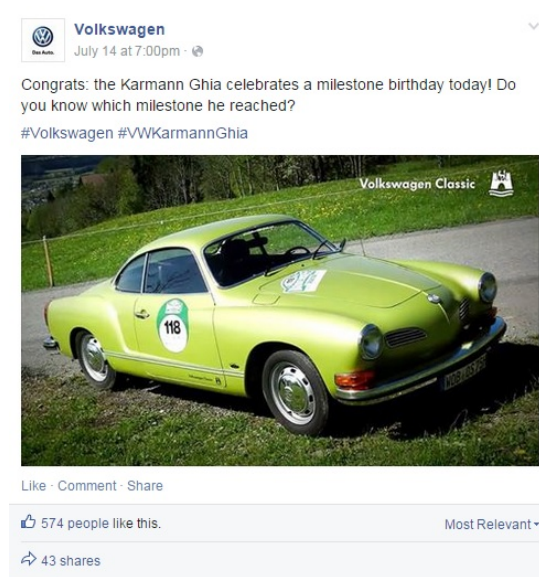 Volkswagen
July 14 at 7:00pm ·
Das Auto.
Congrats: the Karmann Ghia celebrates a milestone birthday today! Do
you know which milestone he reached?
#Volkswagen #VWKarmannGhia
Volkswagen Classic
118
Like · Comment · Share
574 people like this.
Most Relevant
43 shares